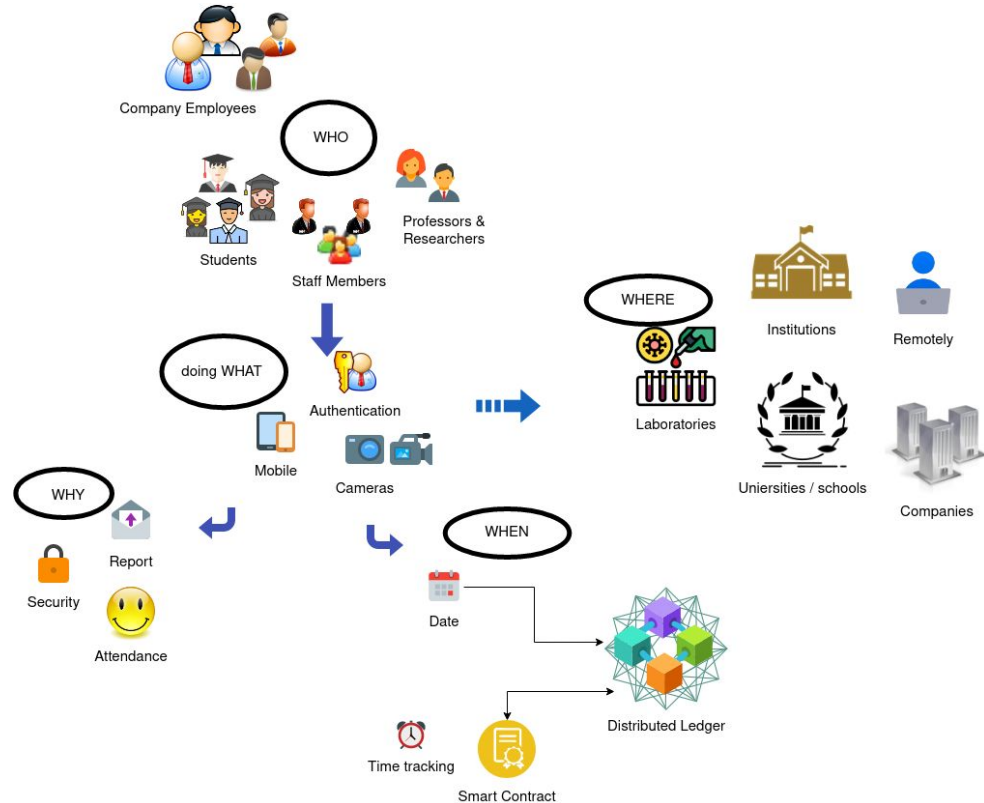 Company Employees
WHO
Professors &
Researchers
Students
Staff Members
WHERE
Institutions
Remotely
doing WHAT
Authentication
Laboratories
Mobile
Cameras
Uniersities / schools
Companies
WHY
WHEN
Report
Security
Date
Attendance
Distributed Ledger
Time tracking
Smart Contract